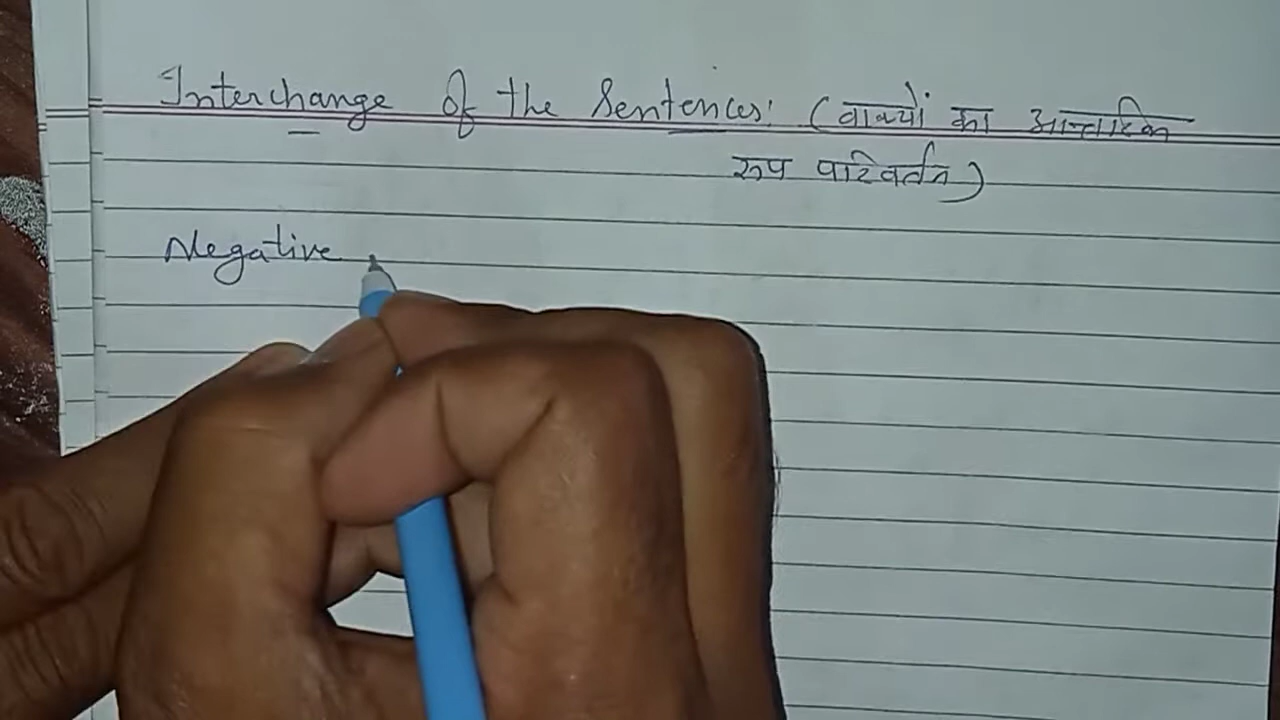 Interchange of the Sentences: (वाक्यों का आन्तरिक
रूप परिवर्तन)
Negative